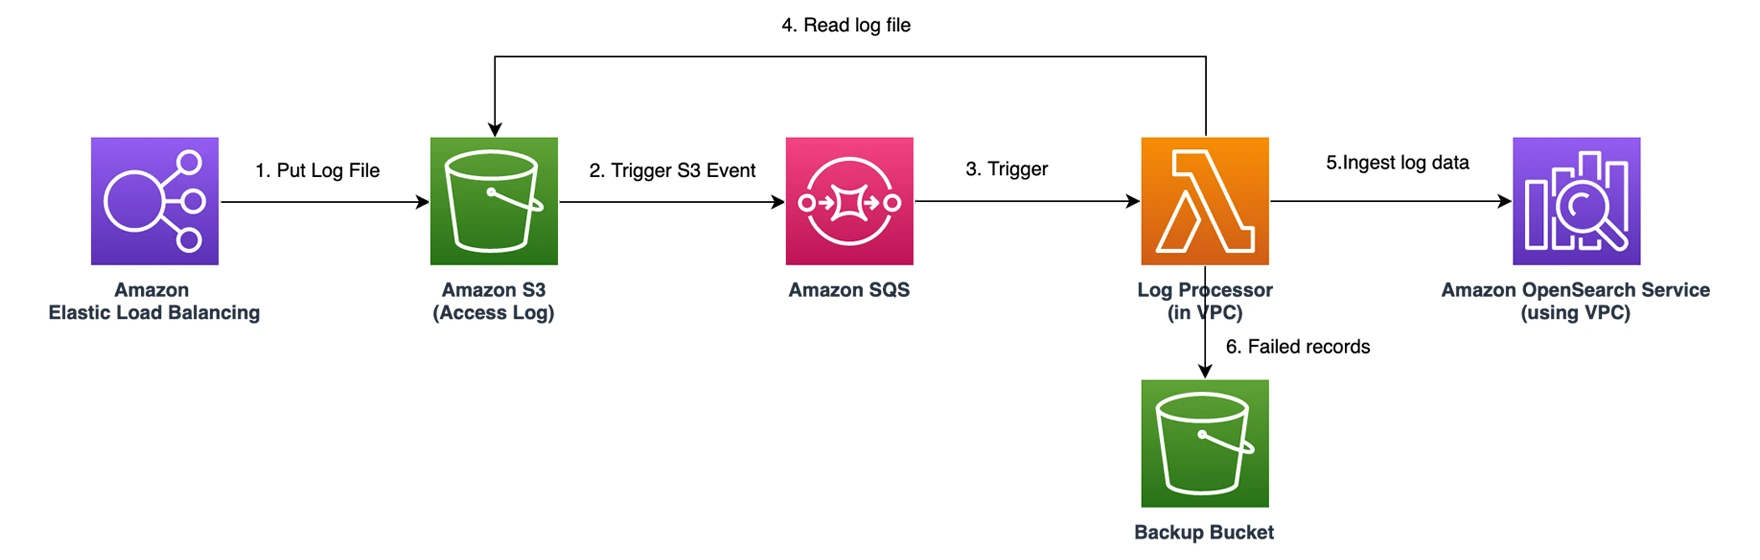 4. Read log file
1. Put Log File
2. Trigger S3 Event
3. Trigger
5.Ingest log data
Amazon
Elastic Load Balancing
Amazon S3
(Access Log)
Amazon SQS
Log Processor
(in VPC)
Amazon OpenSearch Service
(using VPC)
6. Failed records
Backup Bucket